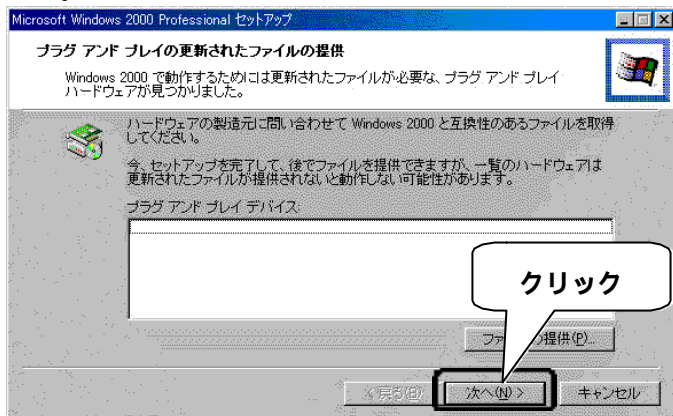 Microsoft Windows 2000 Professional セットアップ
プラグ アンド プレイの更新されたファイルの提供
Windows 2000 で動作するためには更新されたファイルが必要な、プラグ アンド プレイ
ハードウェアが見つかりました。
ハードウェアの製造元に問い合わせて Windows 2000 と互換性のあるファイルを取得
してください。
今、セットアップを完了して、後でファイルを提供できますが、一覧のハードウェアは
更新されたファイルが提供されないと動作しない可能性があります。
プラグ アンド プレイ デバイス:
クリック
の提供(P)...
< 戻る(B)
次へ(N) >
キャンセル